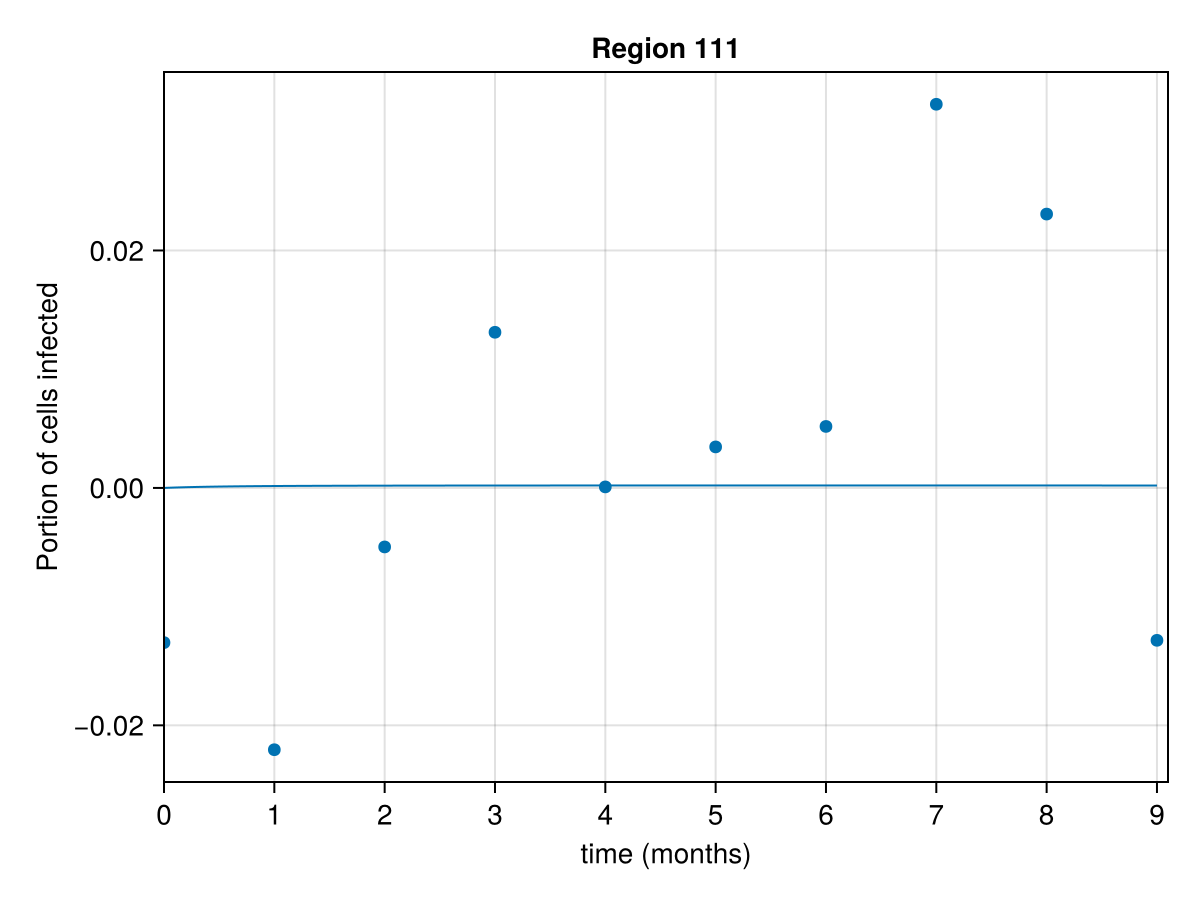 Region 111
Portion of cells infected
0.02
0.00
−0.02
0 1 2 3 4 5 6 7 8 9
time (months)